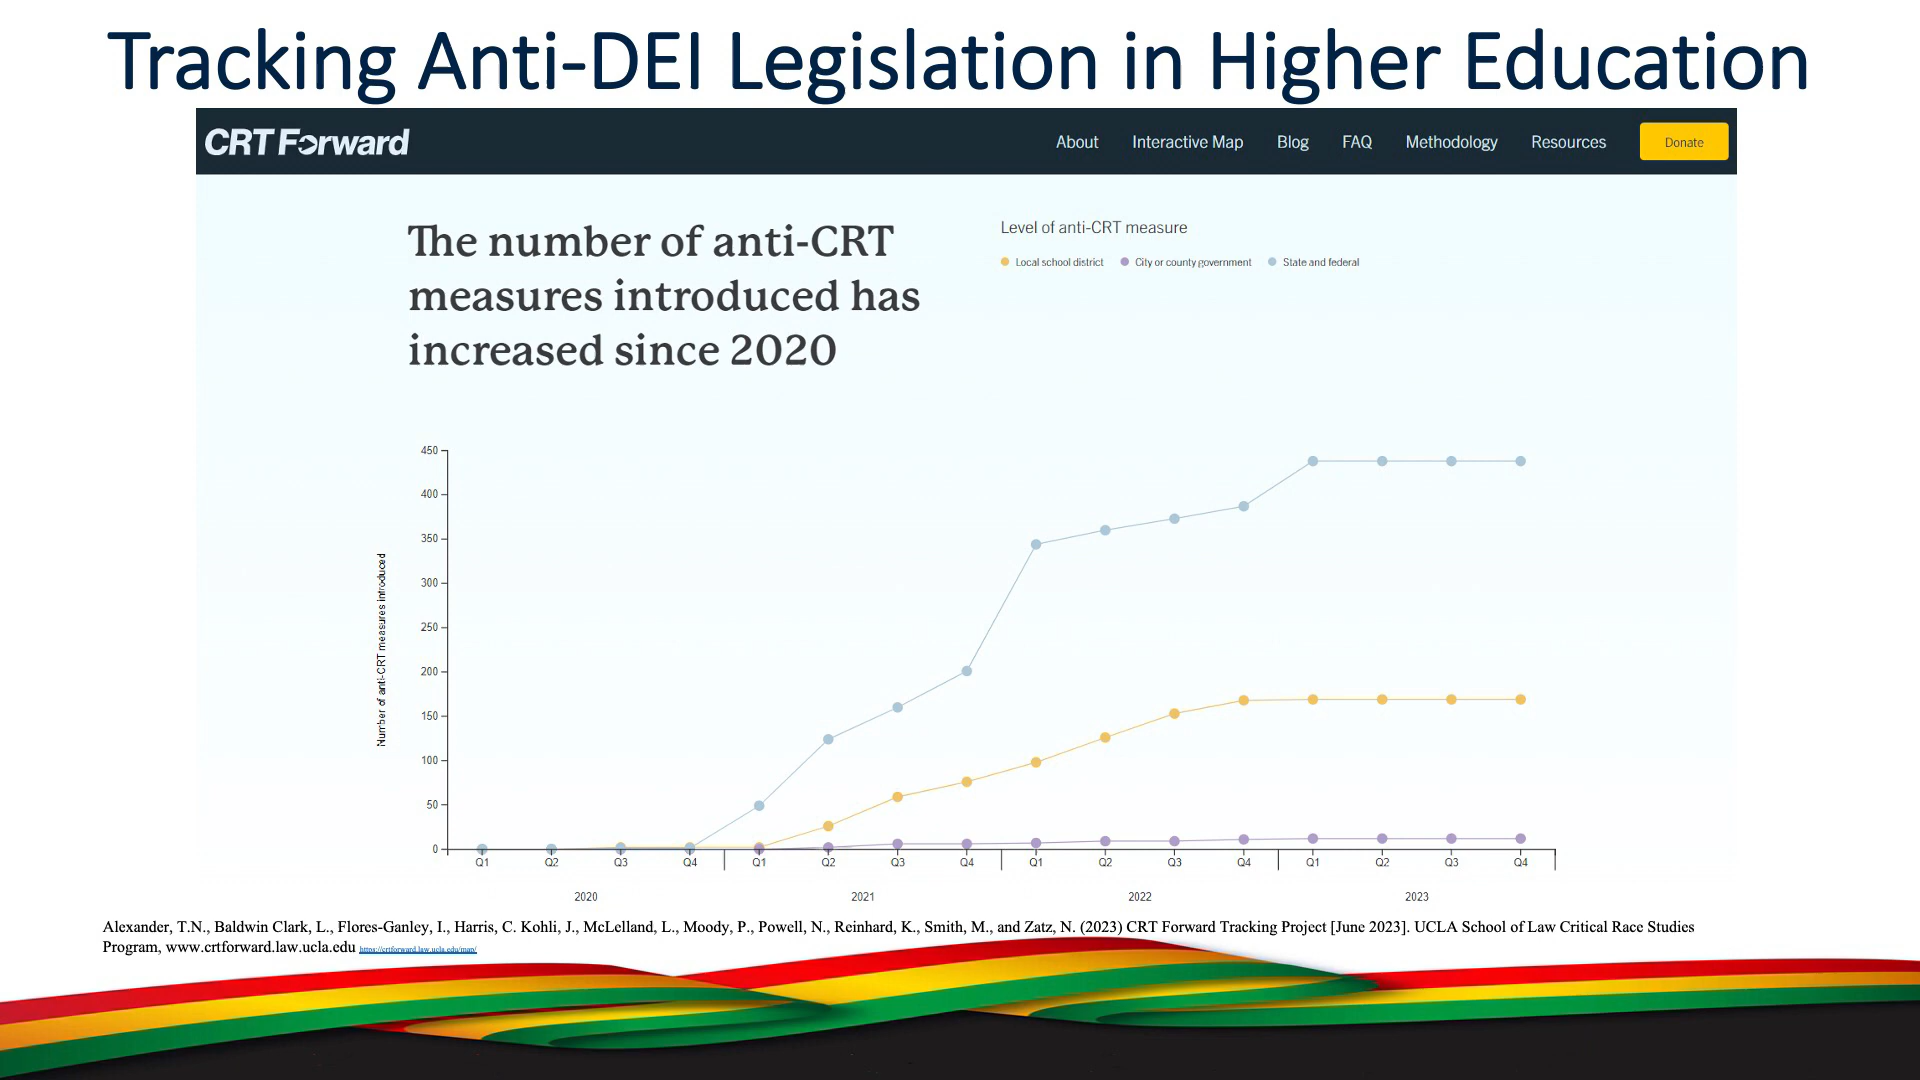 Tracking Anti-DEI Legislation in Higher Education
CRT Forward
About Interactive Map Blog FAQ Methodology Resources Donate
The number of anti-CRT
measures introduced has
increased since 2020
Level of anti-CRT measure
Local school district City or county government State and federal
Number of anti-CRT measures introduced
450
400
350
300
250
200
150
100
50
0
Q1 Q2 Q3 Q4 Q1 Q2 Q3 Q4 Q1 Q2 Q3 Q4 Q1 Q2 Q3 Q4
2020 2021 2022 2023
Alexander, T.N., Baldwin Clark, L., Flores-Ganley, I., Harris, C. Kohli, J., McLelland, L., Moody, P., Powell, N., Reinhard, K., Smith, M., and Zatz, N. (2023) CRT Forward Tracking Project [June 2023]. UCLA School of Law Critical Race Studies
Program, www.crtforward.law.ucla.edu https://crtforward.law.ucla.edu/map/